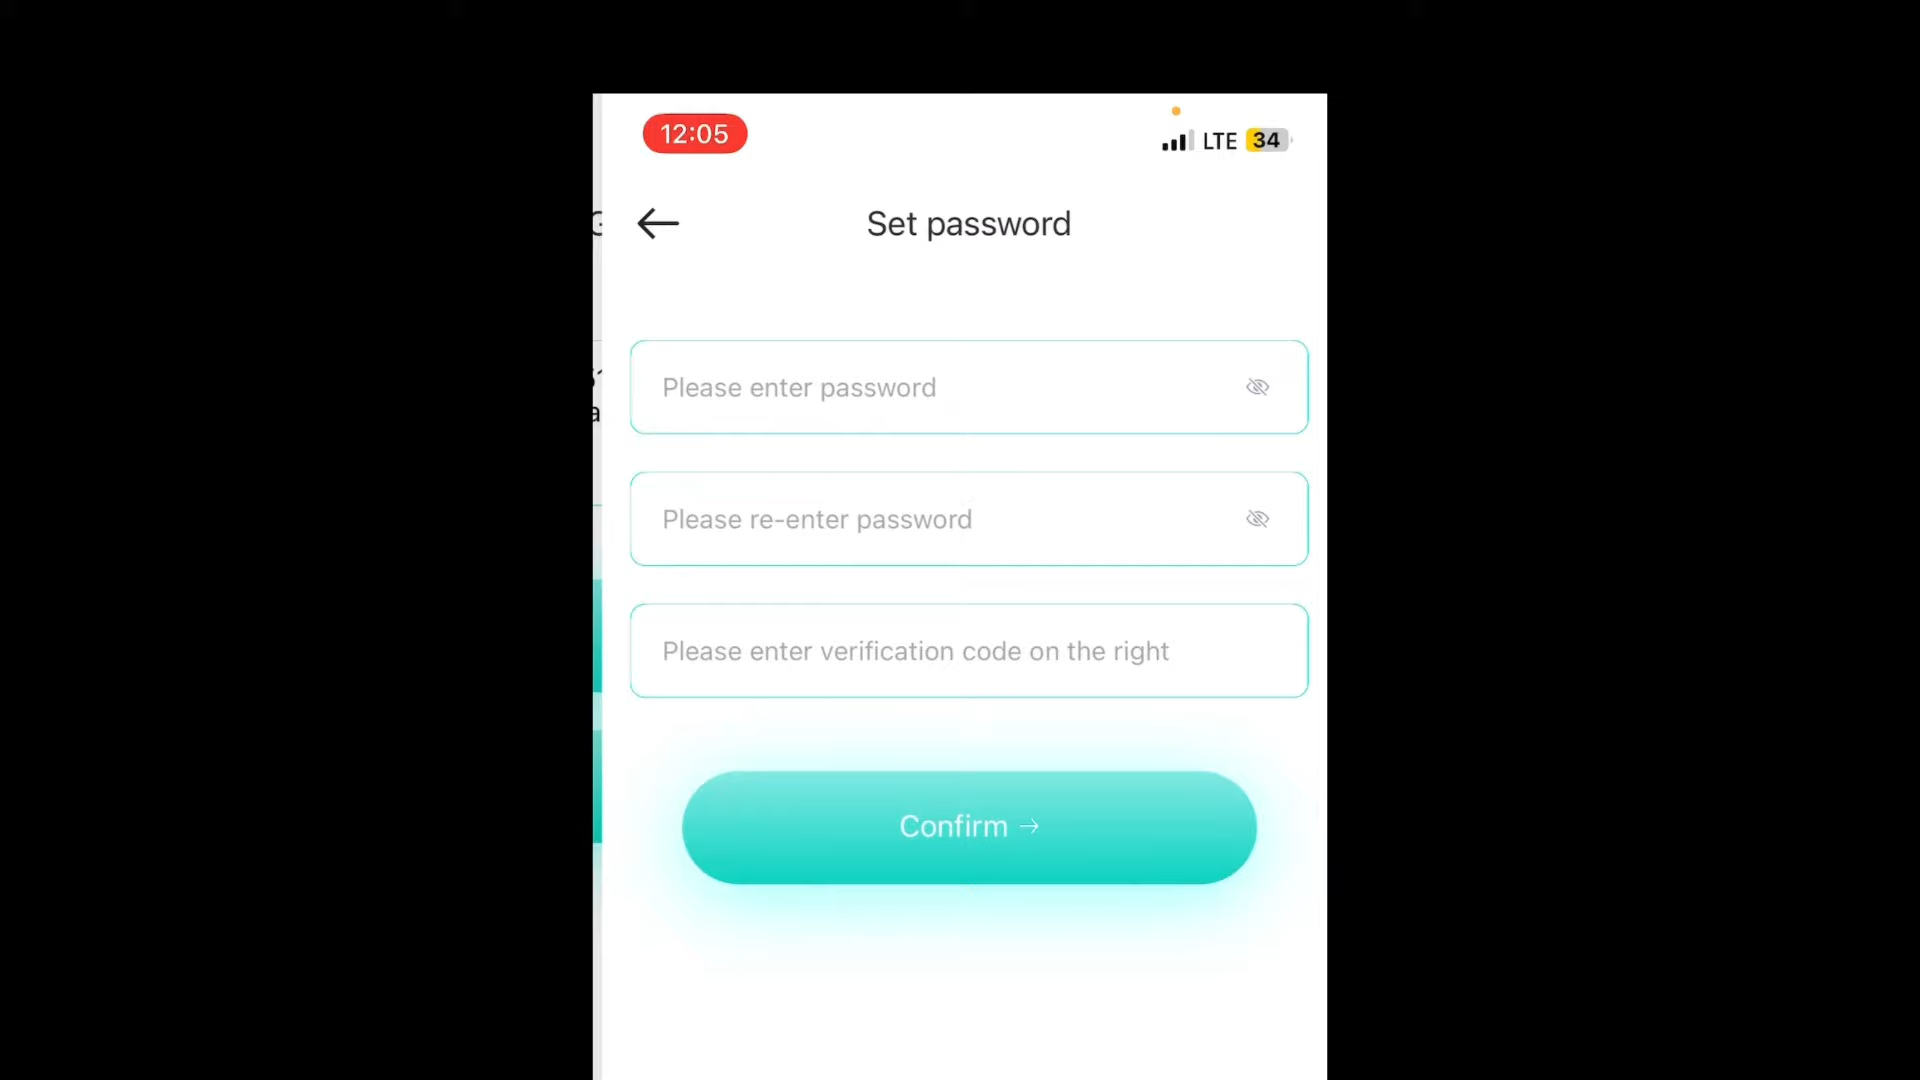 12:05
LTE 34
Set password
Please enter password
Please re-enter password
Please enter verification code on the right
Confirm →